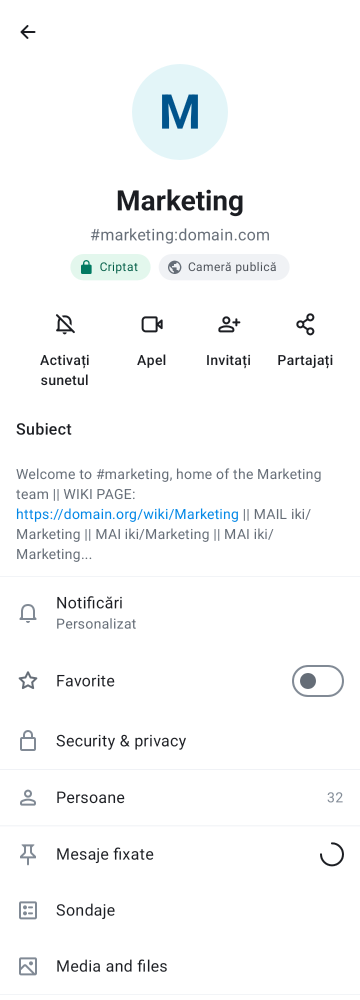 M
Marketing
#marketing:domain.com
Criptat
Cameră publică
Activați
sunetul
Apel
Invitați
Partajați
Subiect
Welcome to #marketing, home of the Marketing
team || WIKI PAGE:
https://domain.org/wiki/Marketing || MAIL iki/
Marketing || MAI iki/Marketing || MAI iki/
Marketing...
Notificări
Personalizat
Favorite
Security & privacy
Persoane 32
Mesaje fixate
Sondaje
Media and files